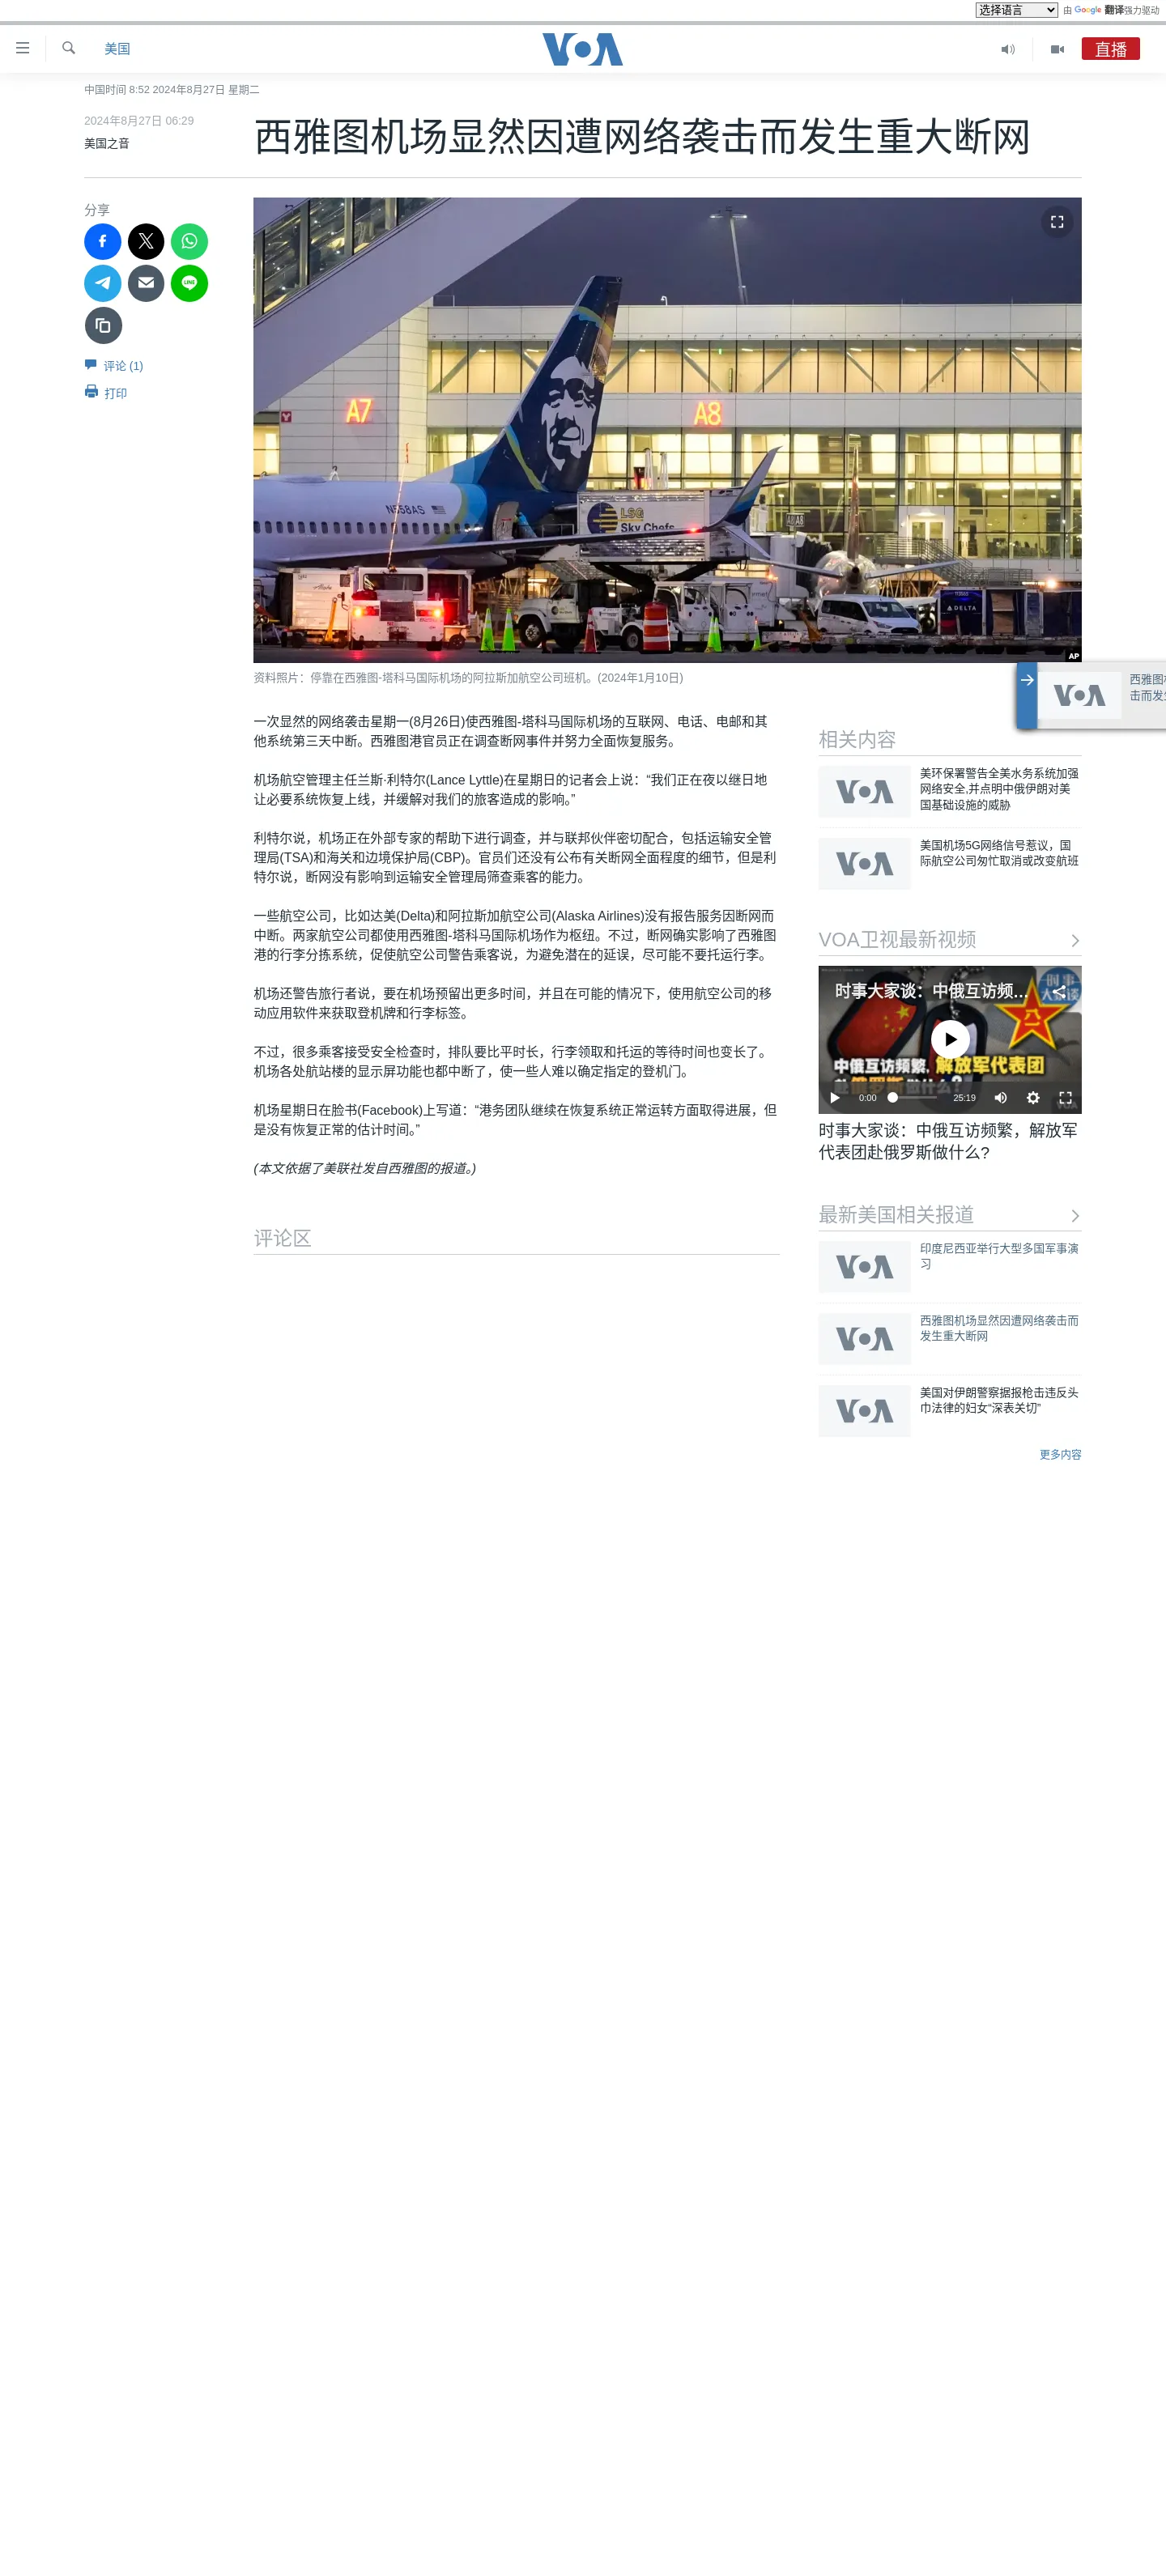 选择语言
由 Google 翻译强力驱动
美国
VOA
直播
中国时间 8:52 2024年8月27日 星期二
2024年8月27日 06:29
美国之音
西雅图机场显然因遭网络袭击而发生重大断网
分享
LINE
评论 (1)
打印
A7
A8
N558AS
LSG
Sky Chefs
DELTA
AP
资料照片：停靠在西雅图-塔科马国际机场的阿拉斯加航空公司班机。(2024年1月10日)
一次显然的网络袭击星期一(8月26日)使西雅图-塔科马国际机场的互联网、电话、电邮和其
他系统第三天中断。西雅图港官员正在调查断网事件并努力全面恢复服务。
机场航空管理主任兰斯·利特尔(Lance Lyttle)在星期日的记者会上说：“我们正在夜以继日地
让必要系统恢复上线，并缓解对我们的旅客造成的影响。”
利特尔说，机场正在外部专家的帮助下进行调查，并与联邦伙伴密切配合，包括运输安全管
理局(TSA)和海关和边境保护局(CBP)。官员们还没有公布有关断网全面程度的细节，但是利
特尔说，断网没有影响到运输安全管理局筛查乘客的能力。
一些航空公司，比如达美(Delta)和阿拉斯加航空公司(Alaska Airlines)没有报告服务因断网而
中断。两家航空公司都使用西雅图-塔科马国际机场作为枢纽。不过，断网确实影响了西雅图
港的行李分拣系统，促使航空公司警告乘客说，为避免潜在的延误，尽可能不要托运行李。
机场还警告旅行者说，要在机场预留出更多时间，并且在可能的情况下，使用航空公司的移
动应用软件来获取登机牌和行李标签。
不过，很多乘客接受安全检查时，排队要比平时长，行李领取和托运的等待时间也变长了。
机场各处航站楼的显示屏功能也都中断了，使一些人难以确定指定的登机门。
机场星期日在脸书(Facebook)上写道：“港务团队继续在恢复系统正常运转方面取得进展，但
是没有恢复正常的估计时间。”
(本文依据了美联社发自西雅图的报道。)
评论区
VOA
西雅图
击而发
相关内容
VOA
美环保署警告全美水务系统加强
网络安全,并点明中俄伊朗对美
国基础设施的威胁
VOA
美国机场5G网络信号惹议，国
际航空公司匆忙取消或改变航班
VOA卫视最新视频
时事大家谈：中俄互访频...
中俄互访频繁，解放军代表团
赴俄罗斯做什么？
0:00
25:19
时事大家谈：中俄互访频繁，解放军
代表团赴俄罗斯做什么?
最新美国相关报道
VOA
印度尼西亚举行大型多国军事演
习
VOA
西雅图机场显然因遭网络袭击而
发生重大断网
VOA
美国对伊朗警察据报枪击违反头
巾法律的妇女“深表关切”
更多内容